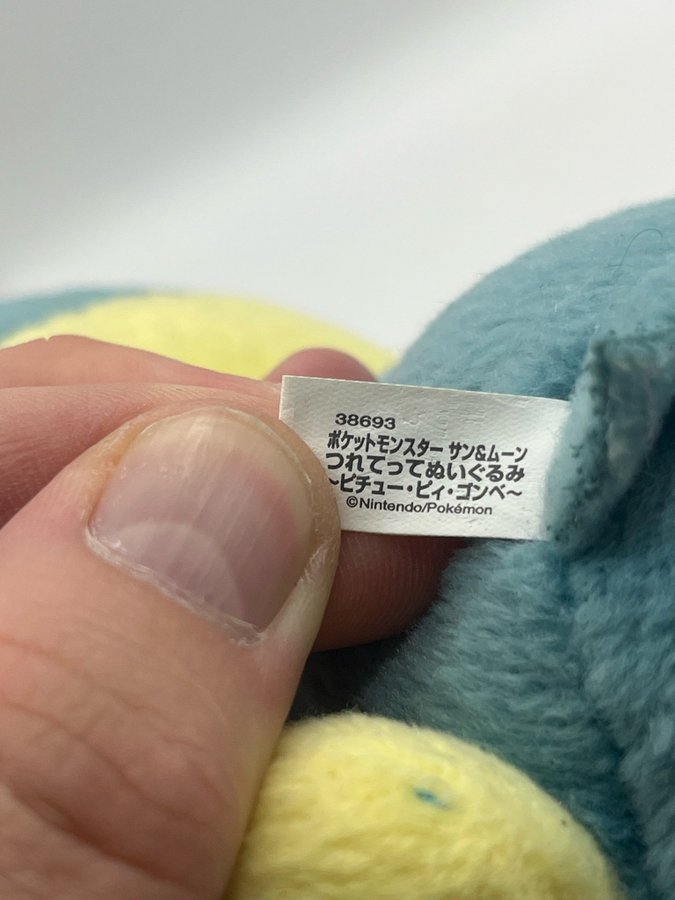 38693
ポケットモンスター サン&ムーン
つれてってぬいぐるみ
~ピチュー・ピィ・ゴンベ~
©Nintendo/Pokémon